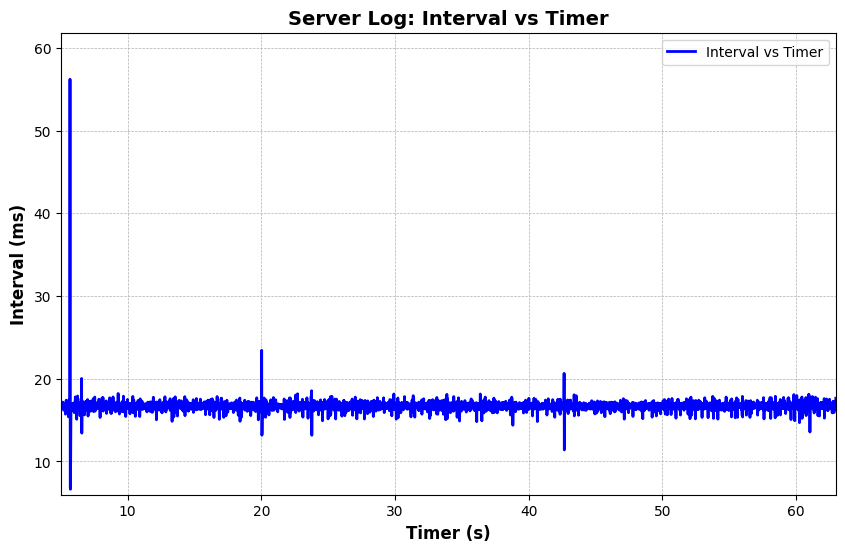 Server Log: Interval vs Timer
Interval vs Timer
60
50
40
30
20
10
Interval (ms)
10 20 30 40 50 60
Timer (s)